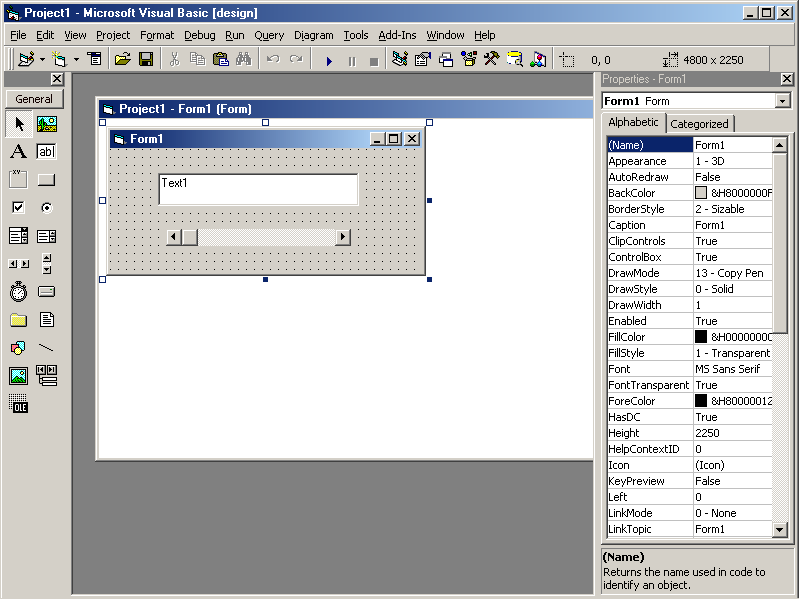 Project1 - Microsoft Visual Basic [design]
File Edit View Project Format Debug Run Query Diagram Tools Add-Ins Window Help
0, 0 4800 x 2250
General
A ab|
xy
OLE
Project1 - Form1 (Form)
Form1
Text1
Properties - Form1
Form1 Form
Alphabetic Categorized
(Name) Form1
Appearance 1 - 3D
AutoRedraw False
BackColor &H8000000F
BorderStyle 2 - Sizable
Caption Form1
ClipControls True
ControlBox True
DrawMode 13 - Copy Pen
DrawStyle 0 - Solid
DrawWidth 1
Enabled True
FillColor &H0000000C
FillStyle 1 - Transparent
Font MS Sans Serif
FontTransparent True
ForeColor &H80000012
HasDC True
Height 2250
HelpContextID 0
Icon (Icon)
KeyPreview False
Left 0
LinkMode 0 - None
LinkTopic Form1
(Name)
Returns the name used in code to
identify an object.